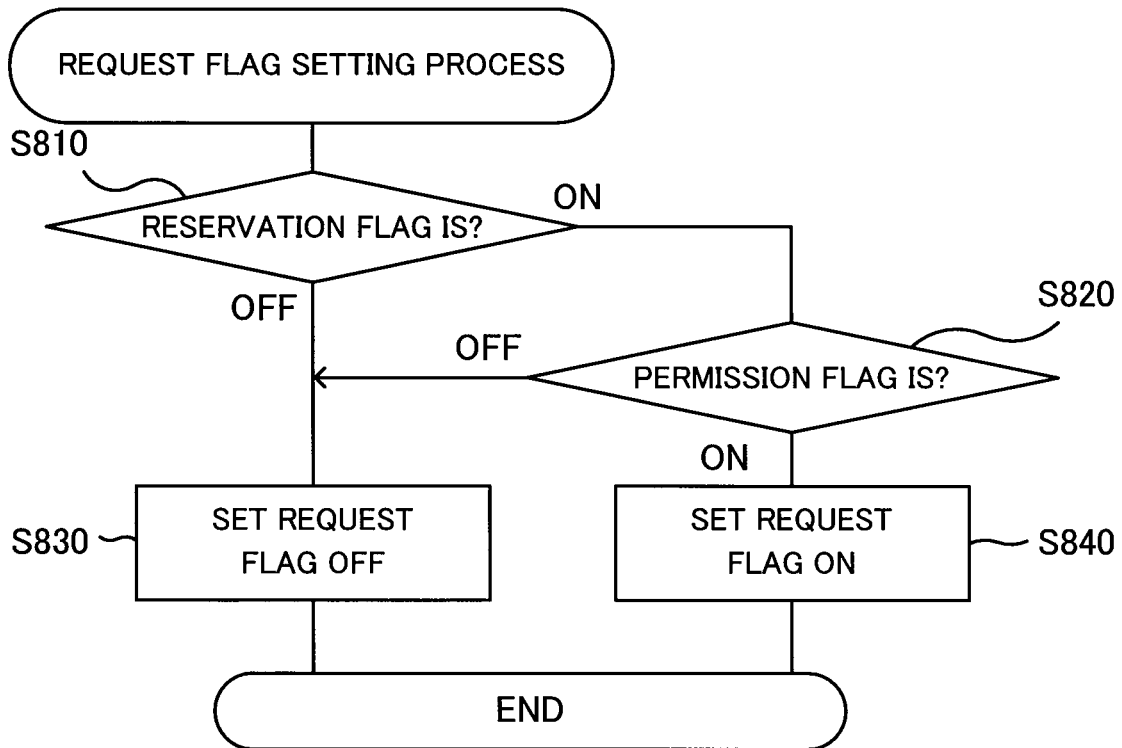 REQUEST FLAG SETTING PROCESS
S810
RESERVATION FLAG IS?
ON
OFF
S820
PERMISSION FLAG IS?
OFF
ON
S830
SET REQUEST
FLAG OFF
SET REQUEST
FLAG ON
S840
END